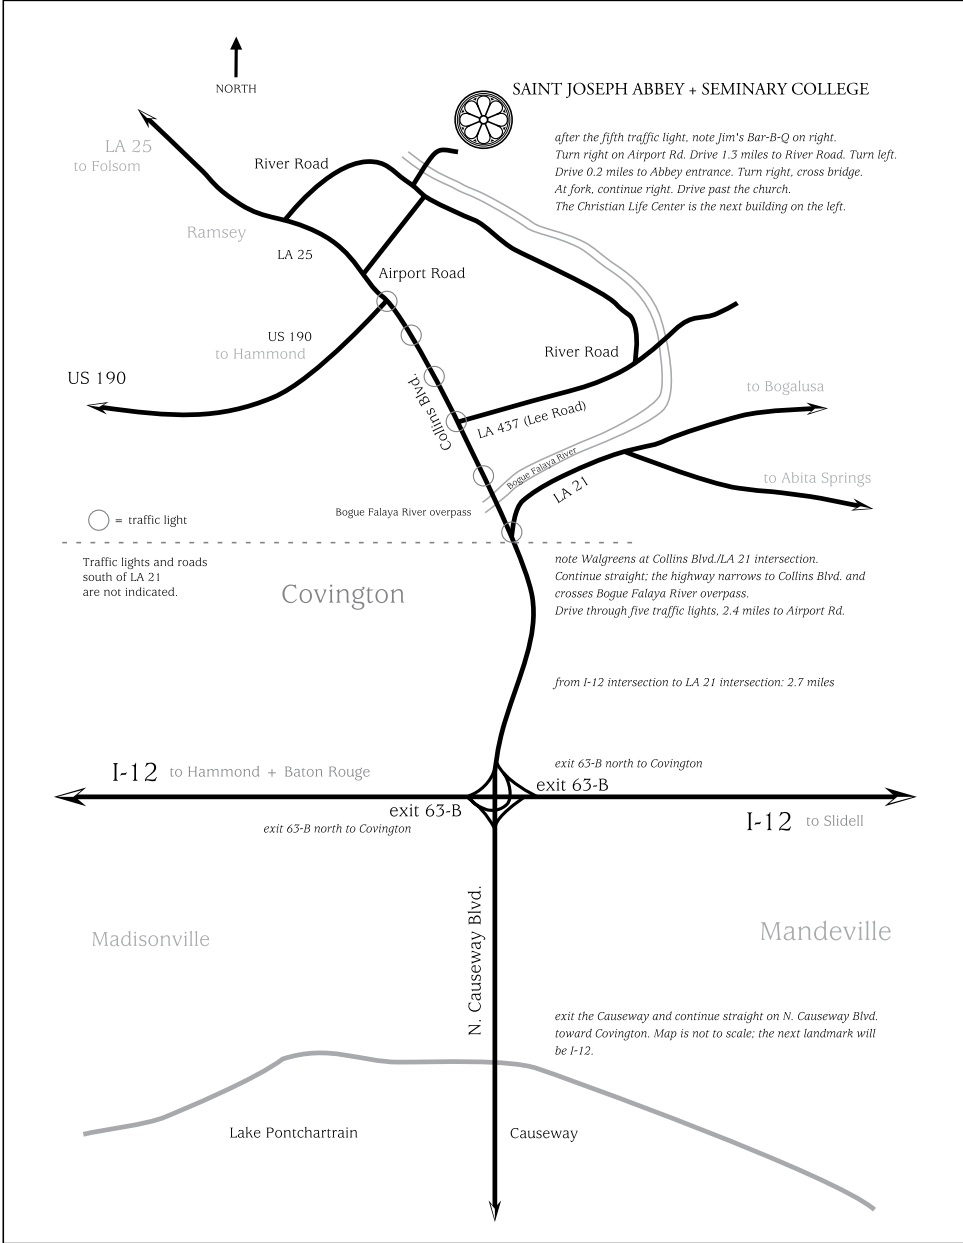 NORTH
SAINT JOSEPH ABBEY + SEMINARY COLLEGE
after the fifth traffic light, note Jim's Bar-B-Q on right.
Turn right on Airport Rd. Drive 1.3 miles to River Road. Turn left.
Drive 0.2 miles to Abbey entrance. Turn right, cross bridge.
At fork, continue right. Drive past the church.
The Christian Life Center is the next building on the left.
LA 25
to Folsom
River Road
Ramsey
LA 25
Airport Road
US 190
to Hammond
US 190
River Road
Collins Blvd.
LA 437 (Lee Road)
to Bogalusa
Bogue Falaya River
LA 21
to Abita Springs
Bogue Falaya River overpass
= traffic light
Traffic lights and roads
south of LA 21
are not indicated.
Covington
note Walgreens at Collins Blvd./LA 21 intersection.
Continue straight; the highway narrows to Collins Blvd. and
crosses Bogue Falaya River overpass.
Drive through five traffic lights, 2.4 miles to Airport Rd.
from I-12 intersection to LA 21 intersection: 2.7 miles
I-12 to Hammond + Baton Rouge
exit 63-B north to Covington
exit 63-B
exit 63-B
exit 63-B north to Covington
I-12 to Slidell
N. Causeway Blvd.
Madisonville
Mandeville
exit the Causeway and continue straight on N. Causeway Blvd.
toward Covington. Map is not to scale; the next landmark will
be I-12.
Lake Pontchartrain
Causeway